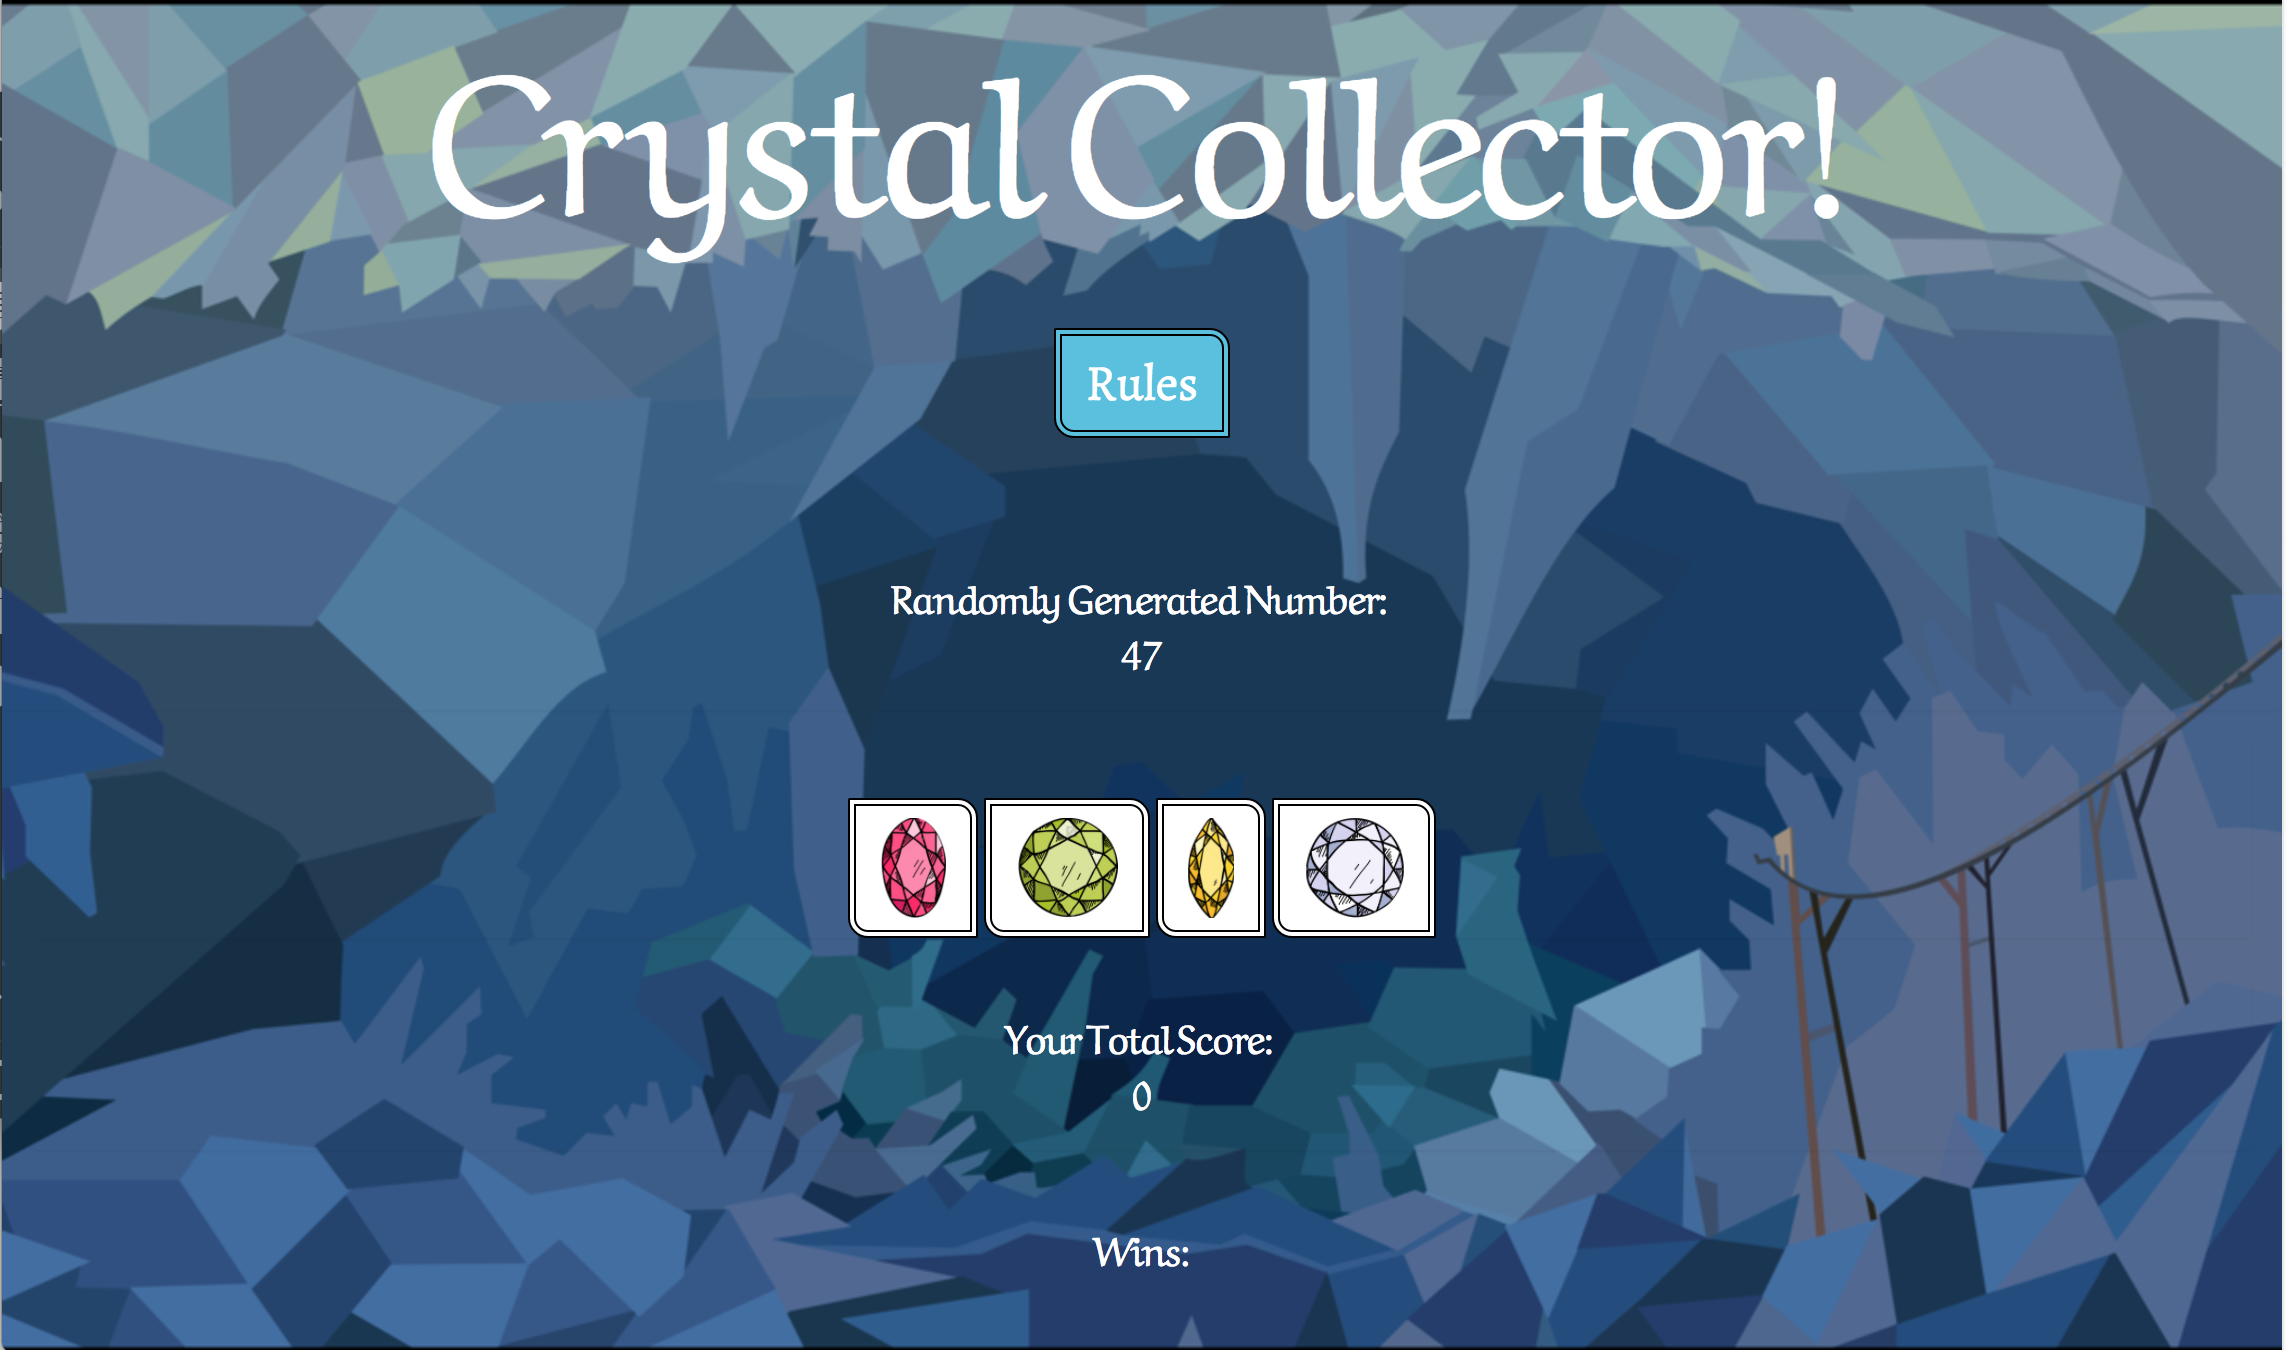 Crystal Collector!
Rules
Randomly Generated Number:
47
Your Total Score:
0
Wins: